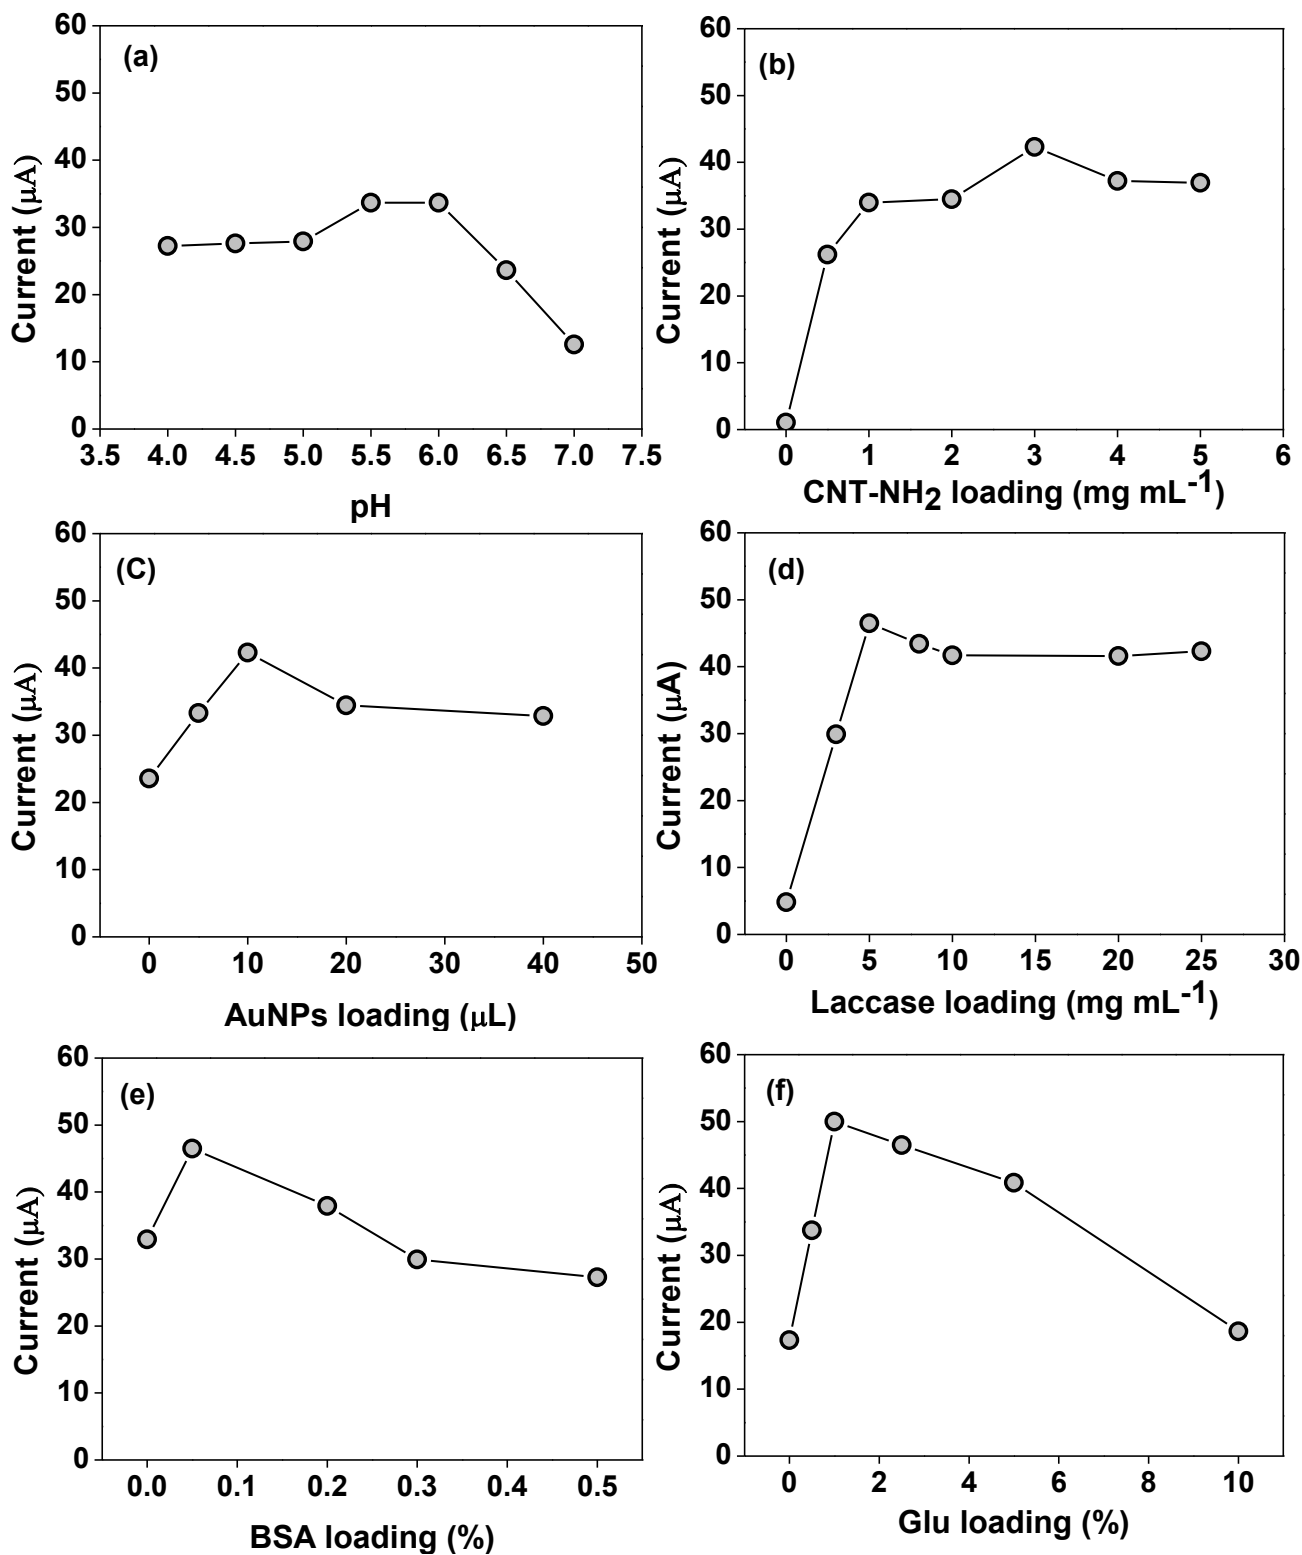 (a)
Current (μA)
60
50
40
30
20
10
0
3.5 4.0 4.5 5.0 5.5 6.0 6.5 7.0 7.5
pH
(b)
Current (μA)
60
50
40
30
20
10
0
0 1 2 3 4 5 6
CNT-NH2 loading (mg mL-1)
(C)
Current (μA)
60
50
40
30
20
10
0
0 10 20 30 40 50
AuNPs loading (μL)
(d)
Current (μA)
60
50
40
30
20
10
0
0 5 10 15 20 25 30
Laccase loading (mg mL-1)
(e)
Current (μA)
60
50
40
30
20
10
0
0.0 0.1 0.2 0.3 0.4 0.5
BSA loading (%)
(f)
Current (μA)
60
50
40
30
20
10
0
0 2 4 6 8 10
Glu loading (%)